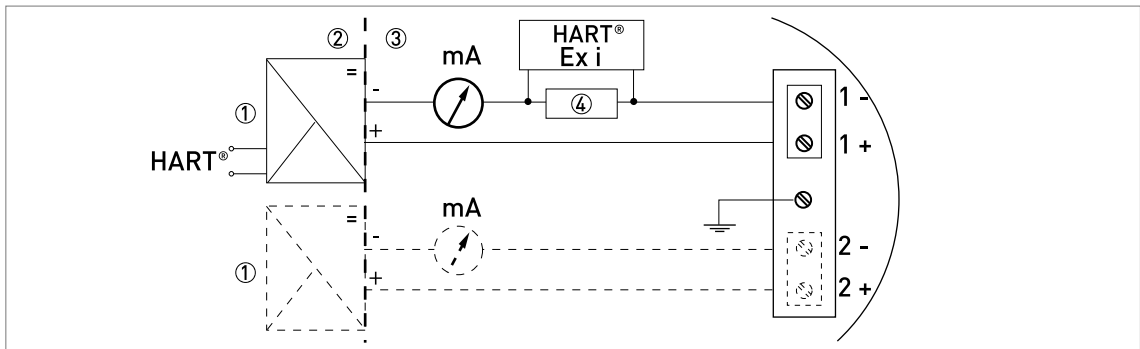 ② ③
HART®
Ex i
mA
=
-
①
④
1 -
+
1 +
HART®
=
mA
-
2 -
①
+
2 +